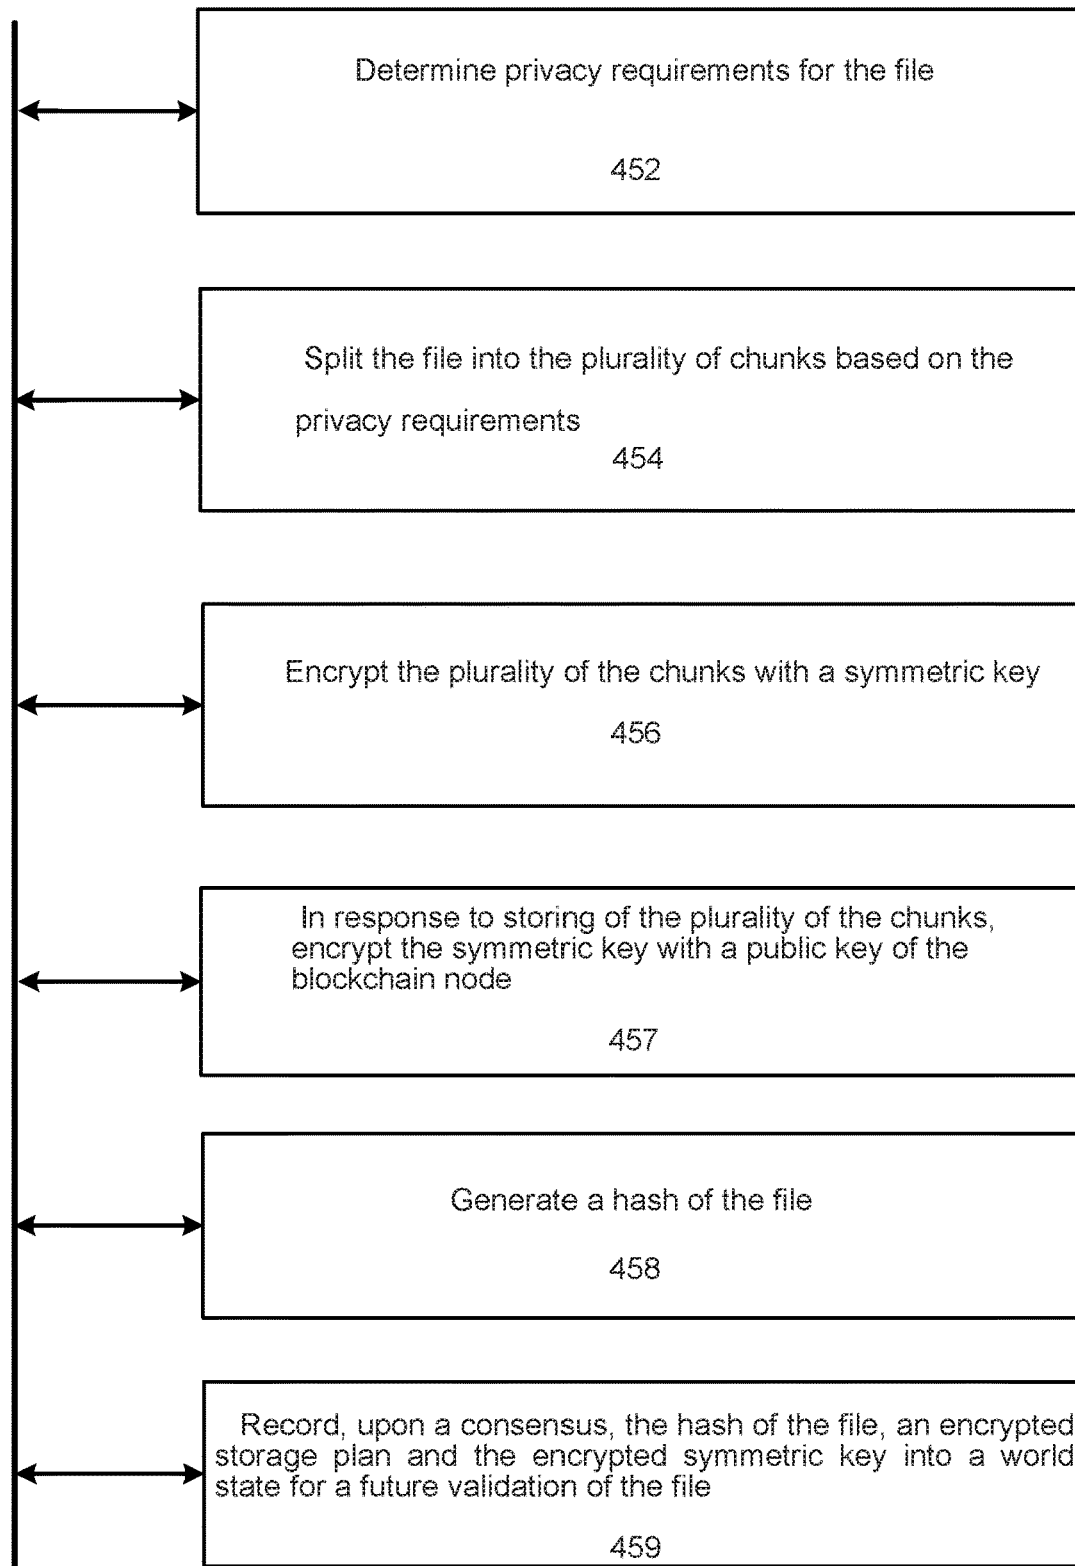 Determine privacy requirements for the file
452
Split the file into the plurality of chunks based on the
privacy requirements
454
Encrypt the plurality of the chunks with a symmetric key
456
In response to storing of the plurality of the chunks,
encrypt the symmetric key with a public key of the
blockchain node
457
Generate a hash of the file
458
Record, upon a consensus, the hash of the file, an encrypted
storage plan and the encrypted symmetric key into a world
state for a future validation of the file
459